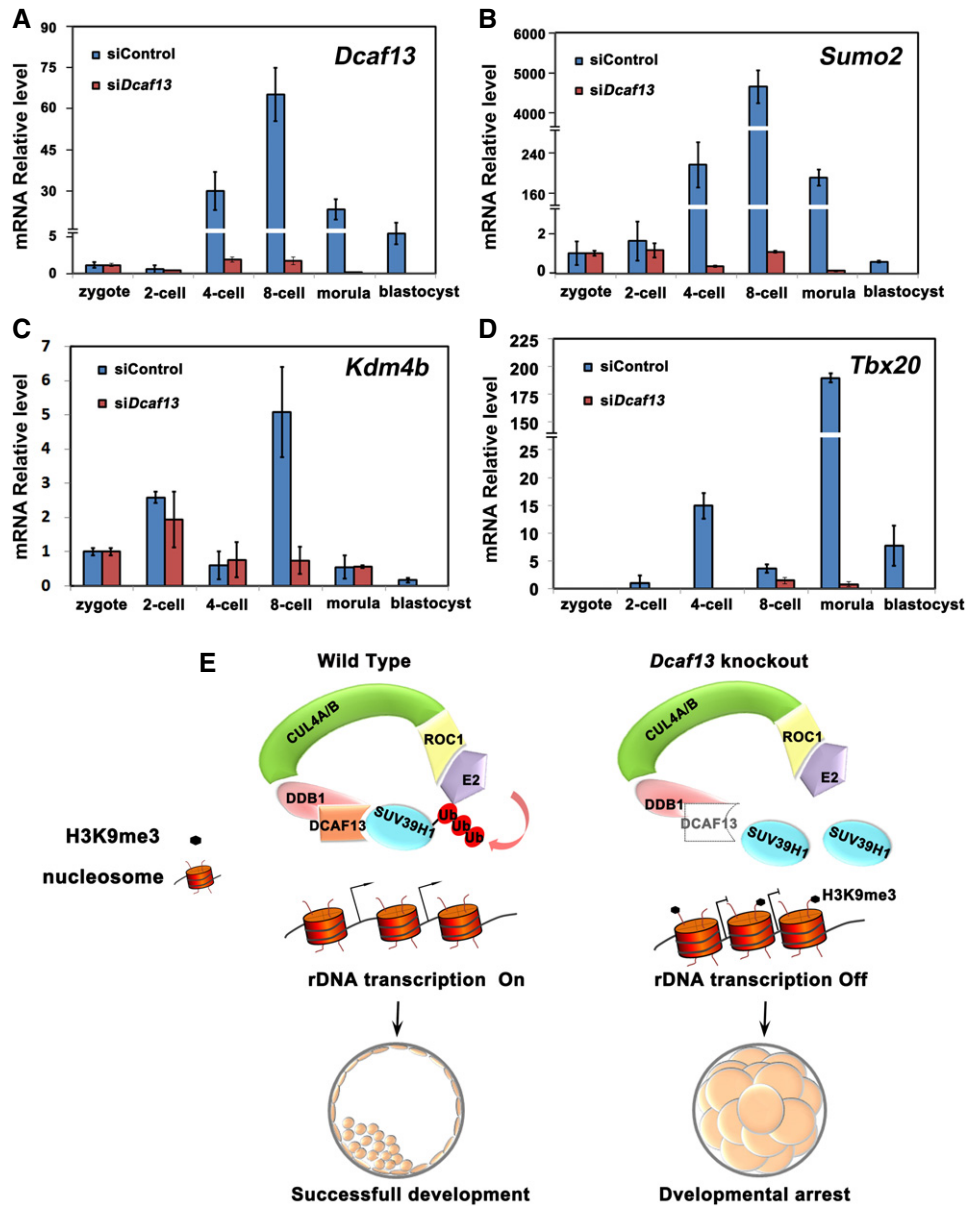 A
Dcaf13
siControl
siDcaf13
mRNA Relative level
90
75
60
45
30
5
0
zygote 2-cell 4-cell 8-cell morula blastocyst
B
Sumo2
siControl
siDcaf13
mRNA Relative level
6000
5000
4000
240
160
2
0
zygote 2-cell 4-cell 8-cell morula blastocyst
C
Kdm4b
siControl
siDcaf13
mRNA Relative level
7
6
5
4
3
2
1
0
zygote 2-cell 4-cell 8-cell morula blastocyst
D
Tbx20
siControl
siDcaf13
mRNA Relative level
225
200
175
150
25
20
15
10
5
0
zygote 2-cell 4-cell 8-cell morula blastocyst
E
Wild Type
CUL4A/B
ROC1
E2
DDB1
DCAF13
SUV39H1
Ub
Ub
Ub
Dcaf13 knockout
CUL4A/B
ROC1
E2
DDB1
DCAF13
SUV39H1
SUV39H1
H3K9me3
nucleosome
H3K9me3
rDNA transcription On
rDNA transcription Off
Successfull development
Dvelopmental arrest